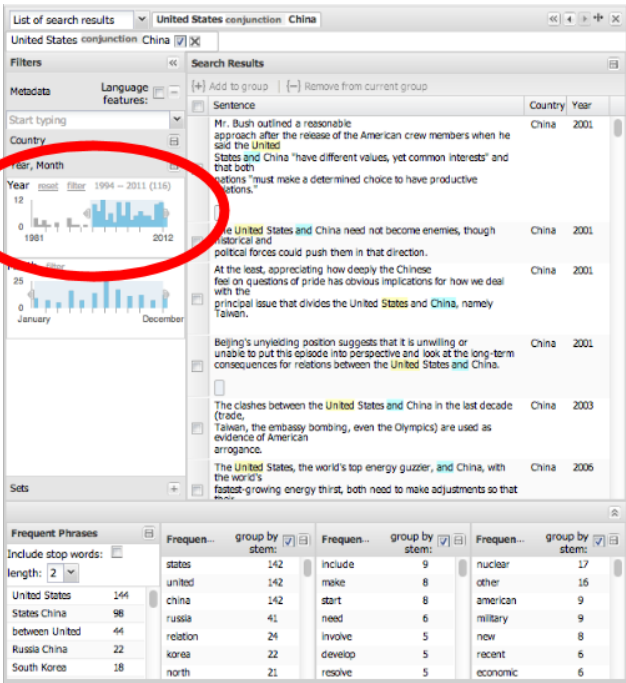 List of search results
United States conjunction China
United States conjunction China
Filters
Metadata
Language features:
Start typing
Country
Year, Month
Year reset filter 1994 – 2011 (116)
12
0
1981 2012
filter
25
0
January December
Sets
Search Results
[+] Add to group | [−] Remove from current group
Sentence Country Year
Mr. Bush outlined a reasonable China 2001
approach after the release of the American crew members when he
said the United
States and China "have different values, yet common interests" and
that both
nations "must make a determined choice to have productive
relations."
The United States and China need not become enemies, though China 2001
historical and
political forces could push them in that direction.
At the least, appreciating how deeply the Chinese China 2001
feel on questions of pride has obvious implications for how we deal
with the
principal issue that divides the United States and China, namely
Taiwan.
Beijing's unyielding position suggests that it is unwilling or China 2001
unable to put this episode into perspective and look at the long-term
consequences for relations between the United States and China.
The clashes between the United States and China in the last decade China 2003
(trade,
Taiwan, the embassy bombing, even the Olympics) are used as
evidence of American
arrogance.
The United States, the world's top energy guzzler, and China, with China 2006
the world's
fastest-growing energy thirst, both need to make adjustments so that
their
Frequent Phrases
Include stop words:
length: 2
United States 144
States China 98
between United 44
Russia China 22
South Korea 18
Frequen... group by stem:
states 142
united 142
china 142
russia 41
relation 24
korea 22
north 21
Frequen... group by stem:
include 9
make 8
start 8
need 6
involve 5
develop 5
resolve 5
Frequen... group by stem:
nuclear 17
other 16
american 9
military 9
new 8
recent 6
economic 6